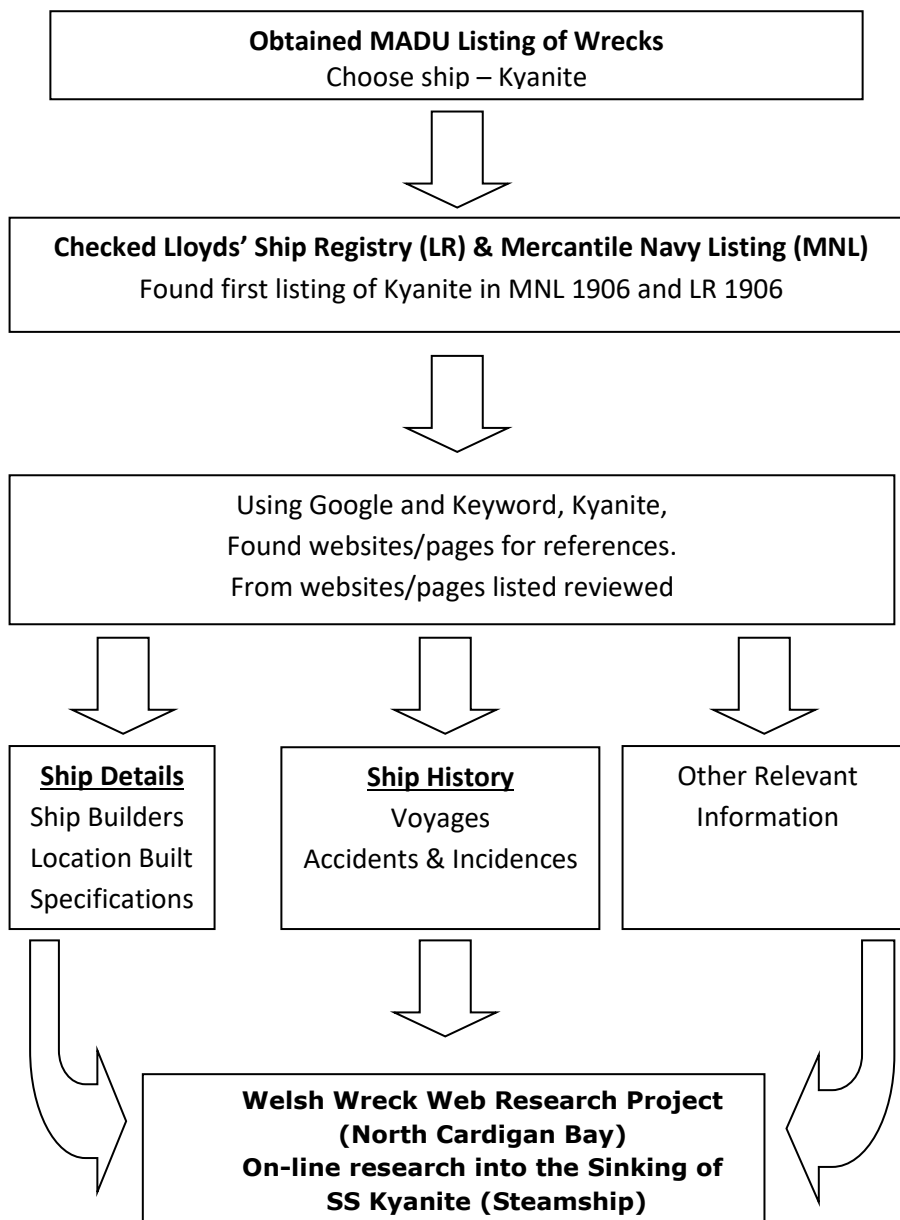 Obtained MADU Listing of Wrecks
Choose ship – Kyanite
Checked Lloyds’ Ship Registry (LR) & Mercantile Navy Listing (MNL)
Found first listing of Kyanite in MNL 1906 and LR 1906
Using Google and Keyword, Kyanite,
Found websites/pages for references.
From websites/pages listed reviewed
Ship Details
Ship Builders
Location Built
Specifications
Ship History
Voyages
Accidents & Incidences
Other Relevant
Information
Welsh Wreck Web Research Project
(North Cardigan Bay)
On-line research into the Sinking of
SS Kyanite (Steamship)